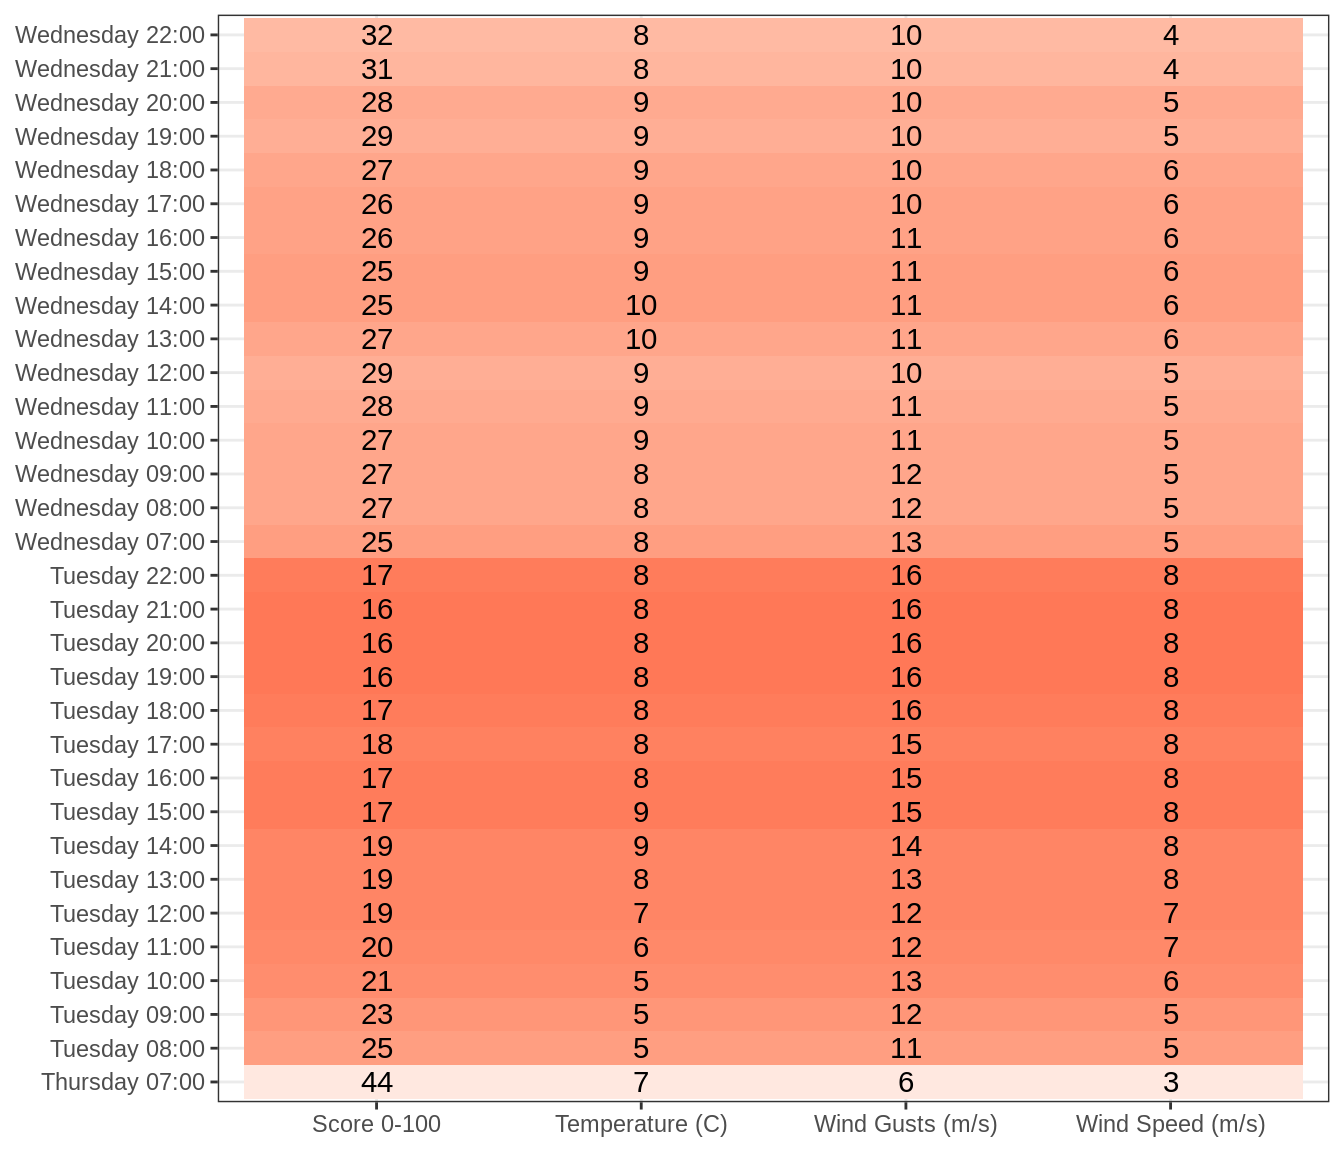 Wednesday 22:00 32 8 10 4
Wednesday 21:00 31 8 10 4
Wednesday 20:00 28 9 10 5
Wednesday 19:00 29 9 10 5
Wednesday 18:00 27 9 10 6
Wednesday 17:00 26 9 10 6
Wednesday 16:00 26 9 11 6
Wednesday 15:00 25 9 11 6
Wednesday 14:00 25 10 11 6
Wednesday 13:00 27 10 11 6
Wednesday 12:00 29 9 10 5
Wednesday 11:00 28 9 11 5
Wednesday 10:00 27 9 11 5
Wednesday 09:00 27 8 12 5
Wednesday 08:00 27 8 12 5
Wednesday 07:00 25 8 13 5
Tuesday 22:00 17 8 16 8
Tuesday 21:00 16 8 16 8
Tuesday 20:00 16 8 16 8
Tuesday 19:00 16 8 16 8
Tuesday 18:00 17 8 16 8
Tuesday 17:00 18 8 15 8
Tuesday 16:00 17 8 15 8
Tuesday 15:00 17 9 15 8
Tuesday 14:00 19 9 14 8
Tuesday 13:00 19 8 13 8
Tuesday 12:00 19 7 12 7
Tuesday 11:00 20 6 12 7
Tuesday 10:00 21 5 13 6
Tuesday 09:00 23 5 12 5
Tuesday 08:00 25 5 11 5
Thursday 07:00 44 7 6 3
Score 0-100 Temperature (C) Wind Gusts (m/s) Wind Speed (m/s)